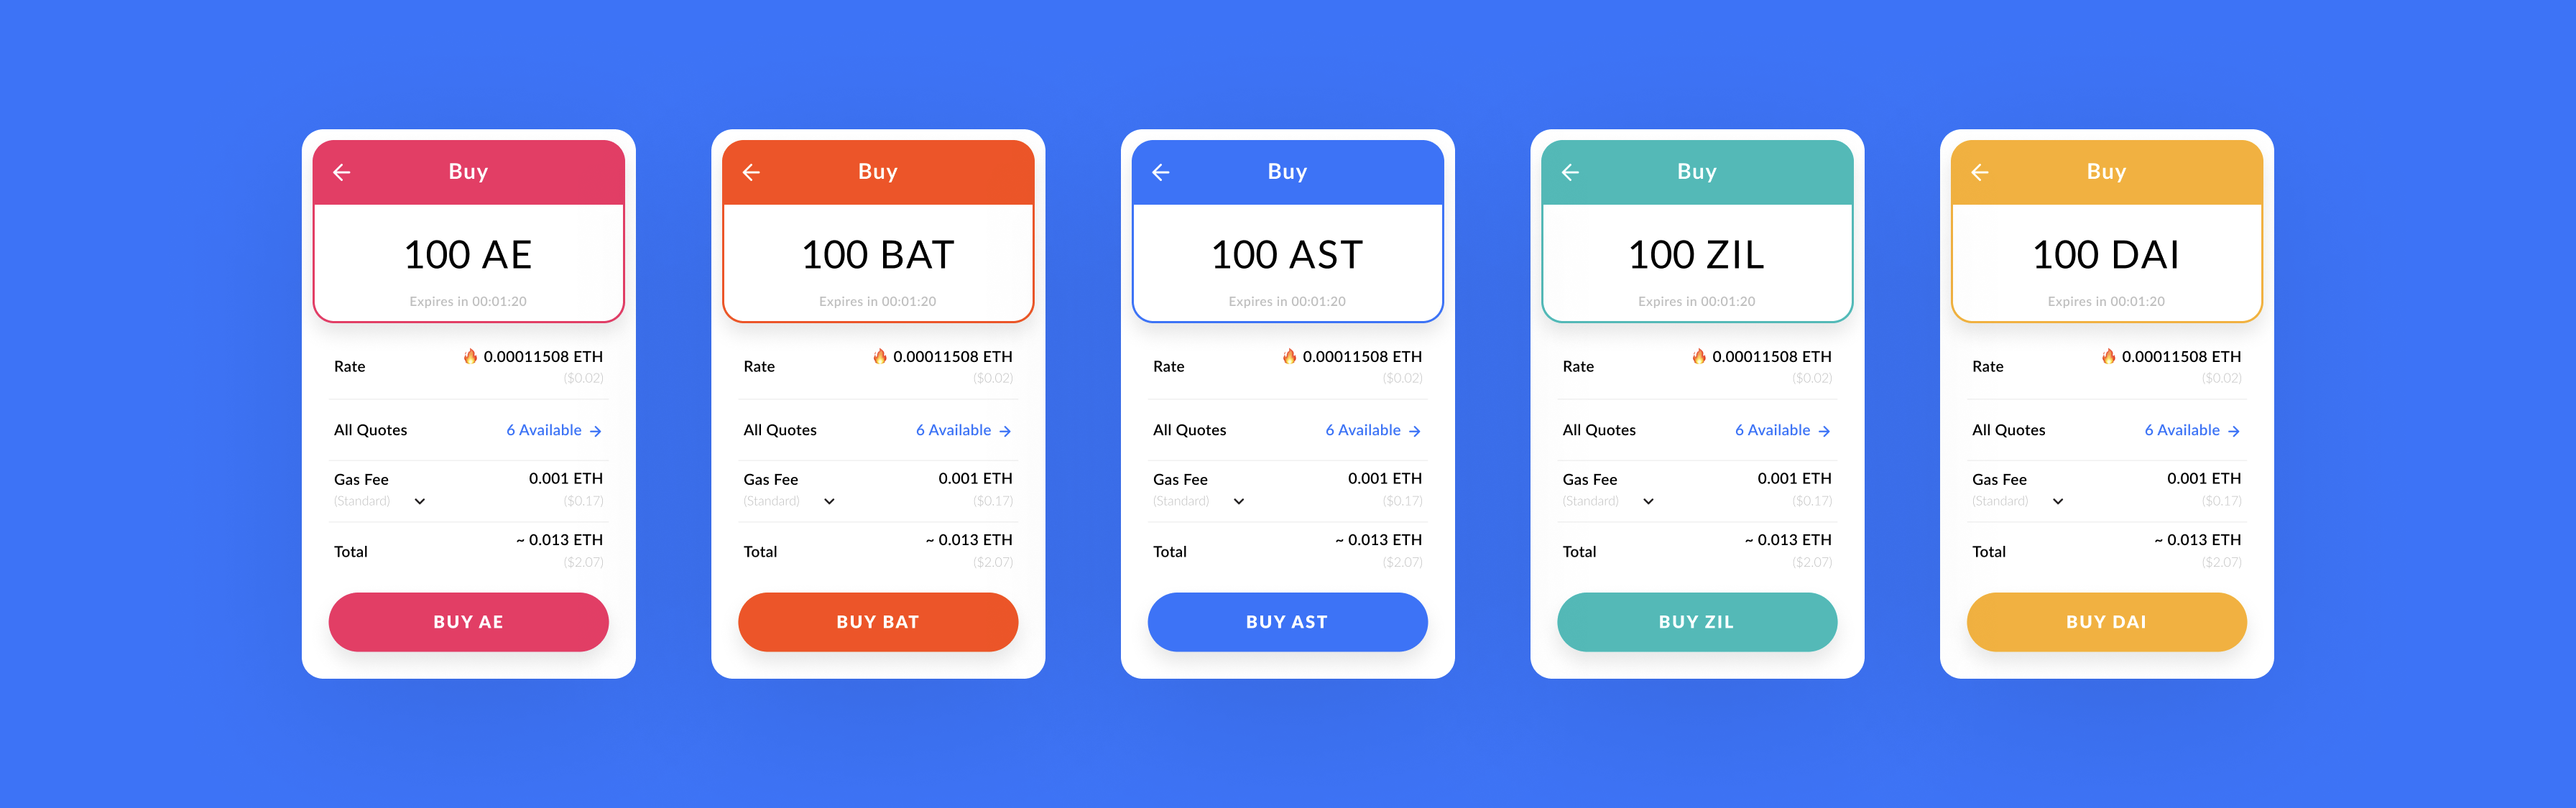 Buy
100 AE
Expires in 00:01:20
Rate
🔥 0.00011508 ETH
($0.02)
All Quotes
6 Available →
Gas Fee
0.001 ETH
(Standard)
($0.17)
Total
~ 0.013 ETH
($2.07)
BUY AE
Buy
100 BAT
Expires in 00:01:20
Rate
🔥 0.00011508 ETH
($0.02)
All Quotes
6 Available →
Gas Fee
0.001 ETH
(Standard)
($0.17)
Total
~ 0.013 ETH
($2.07)
BUY BAT
Buy
100 AST
Expires in 00:01:20
Rate
🔥 0.00011508 ETH
($0.02)
All Quotes
6 Available →
Gas Fee
0.001 ETH
(Standard)
($0.17)
Total
~ 0.013 ETH
($2.07)
BUY AST
Buy
100 ZIL
Expires in 00:01:20
Rate
🔥 0.00011508 ETH
($0.02)
All Quotes
6 Available →
Gas Fee
0.001 ETH
(Standard)
($0.17)
Total
~ 0.013 ETH
($2.07)
BUY ZIL
Buy
100 DAI
Expires in 00:01:20
Rate
🔥 0.00011508 ETH
($0.02)
All Quotes
6 Available →
Gas Fee
0.001 ETH
(Standard)
($0.17)
Total
~ 0.013 ETH
($2.07)
BUY DAI